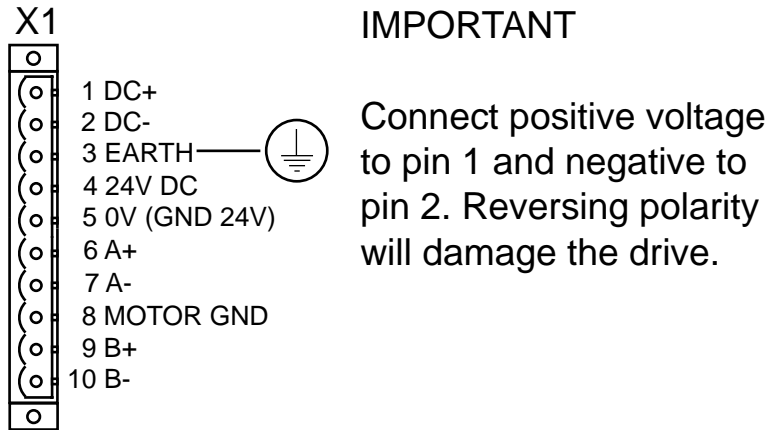 X1
1 DC+
2 DC-
3 EARTH
4 24V DC
5 0V (GND 24V)
6 A+
7 A-
8 MOTOR GND
9 B+
10 B-
IMPORTANT
Connect positive voltage
to pin 1 and negative to
pin 2. Reversing polarity
will damage the drive.